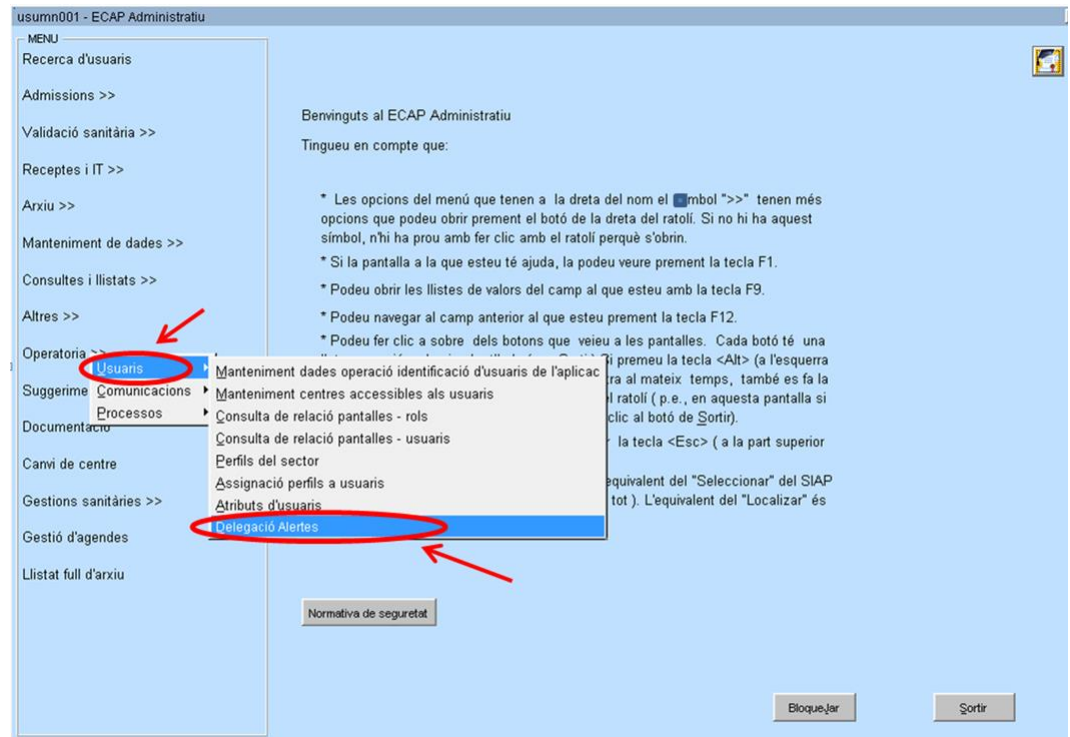 usumn001 - ECAP Administratiu
MENU
Recerca d'usuaris
Admissions >>
Validació sanitària >>
Receptes i IT >>
Arxiu >>
Manteniment de dades >>
Consultes i llistats >>
Altres >>
Operatoria >>
Suggerime
Documentació
Canvi de centre
Gestions sanitàries >>
Gestió d'agendes
Llistat full d'arxiu
Usuaris
Comunicacions
Processos
Manteniment dades operació identificació d'usuaris de l'aplicac
Manteniment centres accessibles als usuaris
Consulta de relació pantalles - rols
Consulta de relació pantalles - usuaris
Perfils del sector
Assignació perfils a usuaris
Atributs d'usuaris
Delegació Alertes
Benvinguts al ECAP Administratiu
Tingueu en compte que:
* Les opcions del menú que tenen a la dreta del nom el mbol ">>" tenen més
opcions que podeu obrir prement el botó de la dreta del ratolí. Si no hi ha aquest
símbol, n'hi ha prou amb fer clic amb el ratolí perquè s'obrin.
* Si la pantalla a la que esteu té ajuda, la podeu veure prement la tecla F1.
* Podeu obrir les llistes de valors del camp al que esteu amb la tecla F9.
* Podeu navegar al camp anterior al que esteu prement la tecla F12.
* Podeu fer clic a sobre dels botons que veieu a les pantalles. Cada botó té una
Si premeu la tecla <Alt> (a l'esquerra
tra al mateix temps, també es fa la
el ratolí ( p.e., en aquesta pantalla si
clic al botó de Sortir).
la tecla <Esc> ( a la part superior
equivalent del "Seleccionar" del SIAP
tot ). L'equivalent del "Localizar" és
Normativa de seguretat
Bloquejar
Sortir